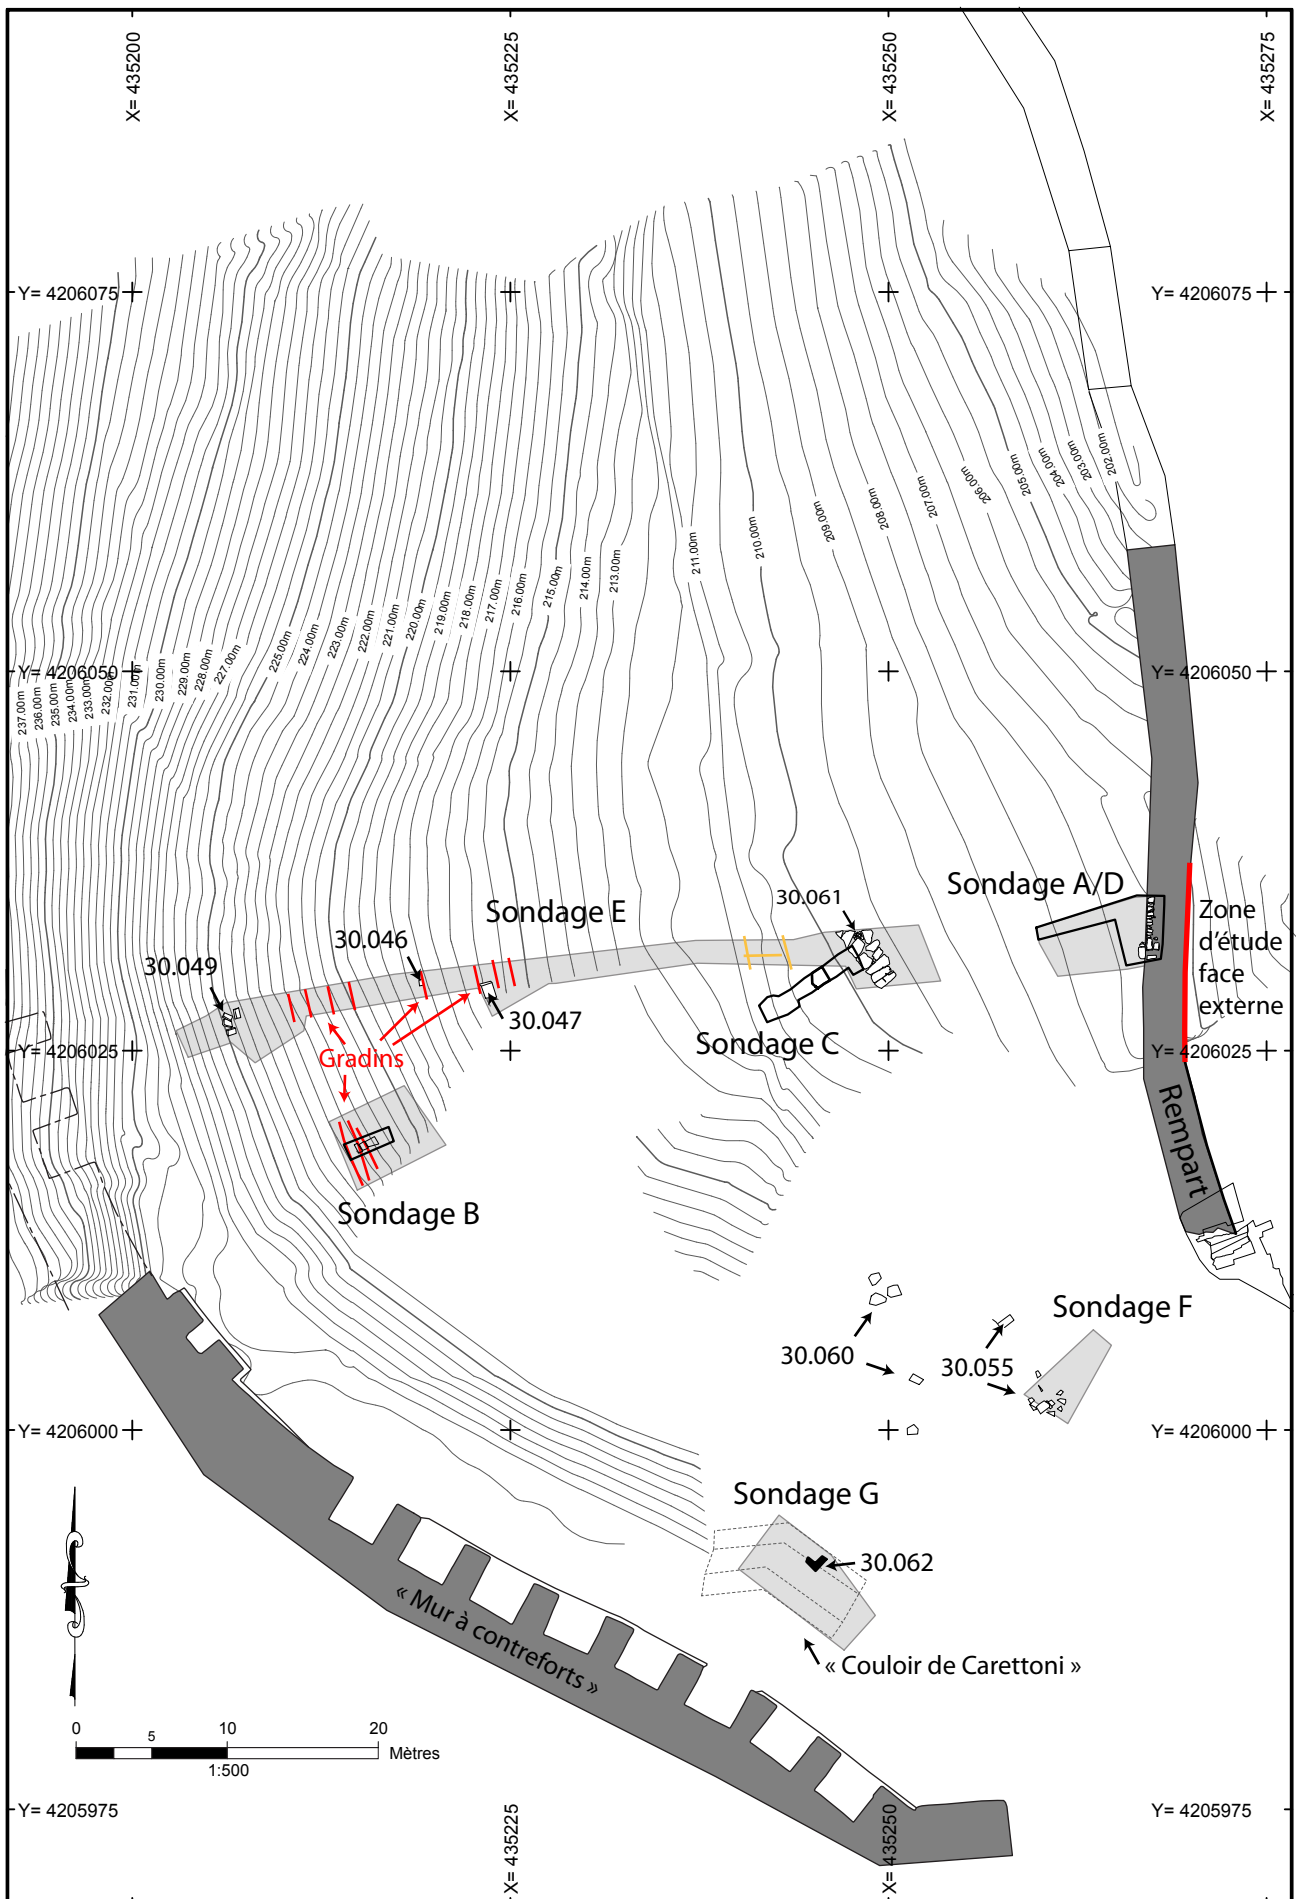 X= 435200
X= 435225
X= 435250
X= 435275
Y= 4206075
Y= 4206075
202.00m
203.00m
204.00m
205.00m
206.00m
207.00m
208.00m
209.00m
210.00m
211.00m
213.00m
214.00m
215.00m
216.00m
217.00m
218.00m
219.00m
220.00m
221.00m
222.00m
223.00m
224.00m
225.00m
227.00m
228.00m
229.00m
230.00m
231.00m
232.00m
233.00m
234.00m
235.00m
236.00m
237.00m
Y= 4206050
Y= 4206050
Sondage A/D
30.061
Sondage E
Zone
d'étude
face
externe
30.046
30.049
30.047
Sondage C
Gradins
Y= 4206025
Y= 4206025
Rempart
Sondage B
Sondage F
30.060
30.055
Y= 4206000
Y= 4206000
Sondage G
30.062
« Mur à contreforts »
« Couloir de Carettoni »
0
5
10
20
Mètres
1:500
Y= 4205975
Y= 4205975
X= 435225
X= 435250